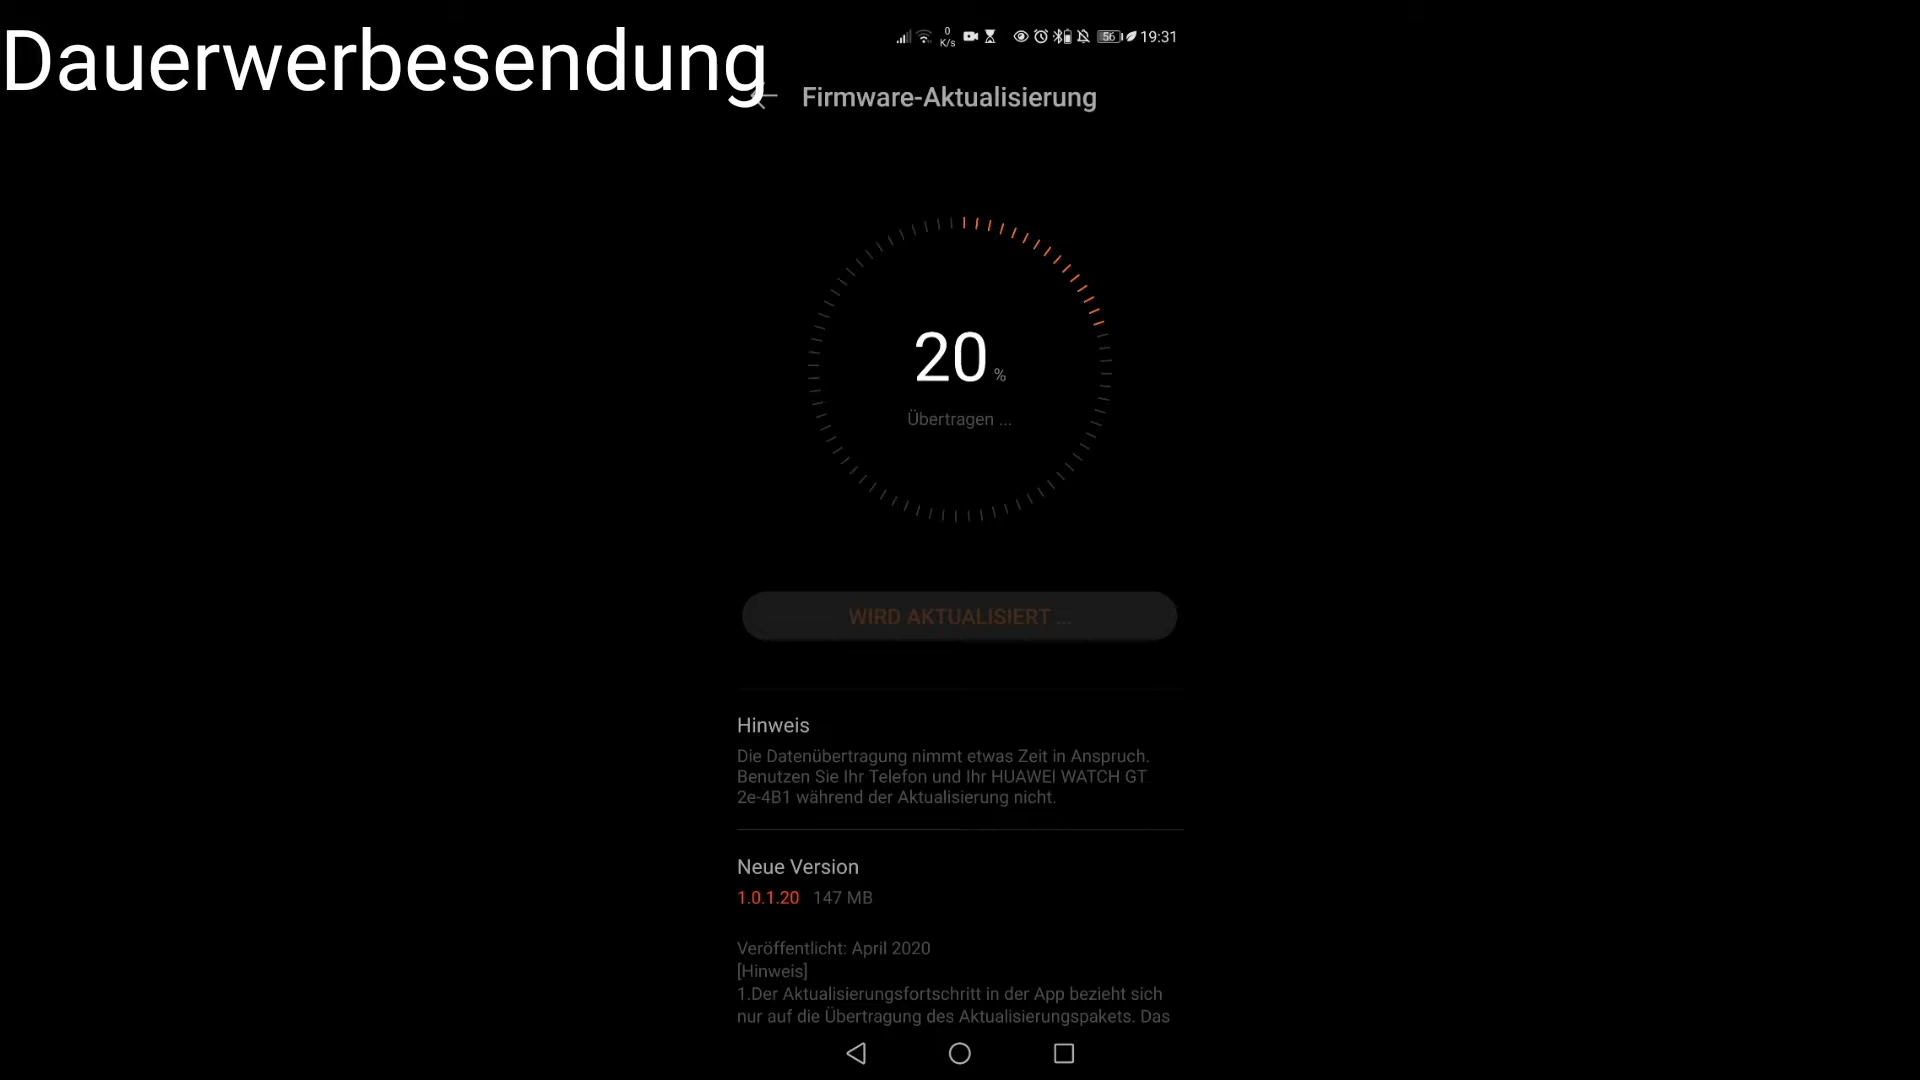 Dauerwerbesendung
0
K/s
56
19:31
Firmware-Aktualisierung
20 %
Übertragen ...
WIRD AKTUALISIERT ...
Hinweis
Die Datenübertragung nimmt etwas Zeit in Anspruch.
Benutzen Sie Ihr Telefon und Ihr HUAWEI WATCH GT
2e-4B1 während der Aktualisierung nicht.
Neue Version
1.0.1.20 147 MB
Veröffentlicht: April 2020
[Hinweis]
1.Der Aktualisierungsfortschritt in der App bezieht sich
nur auf die Übertragung des Aktualisierungspakets. Das